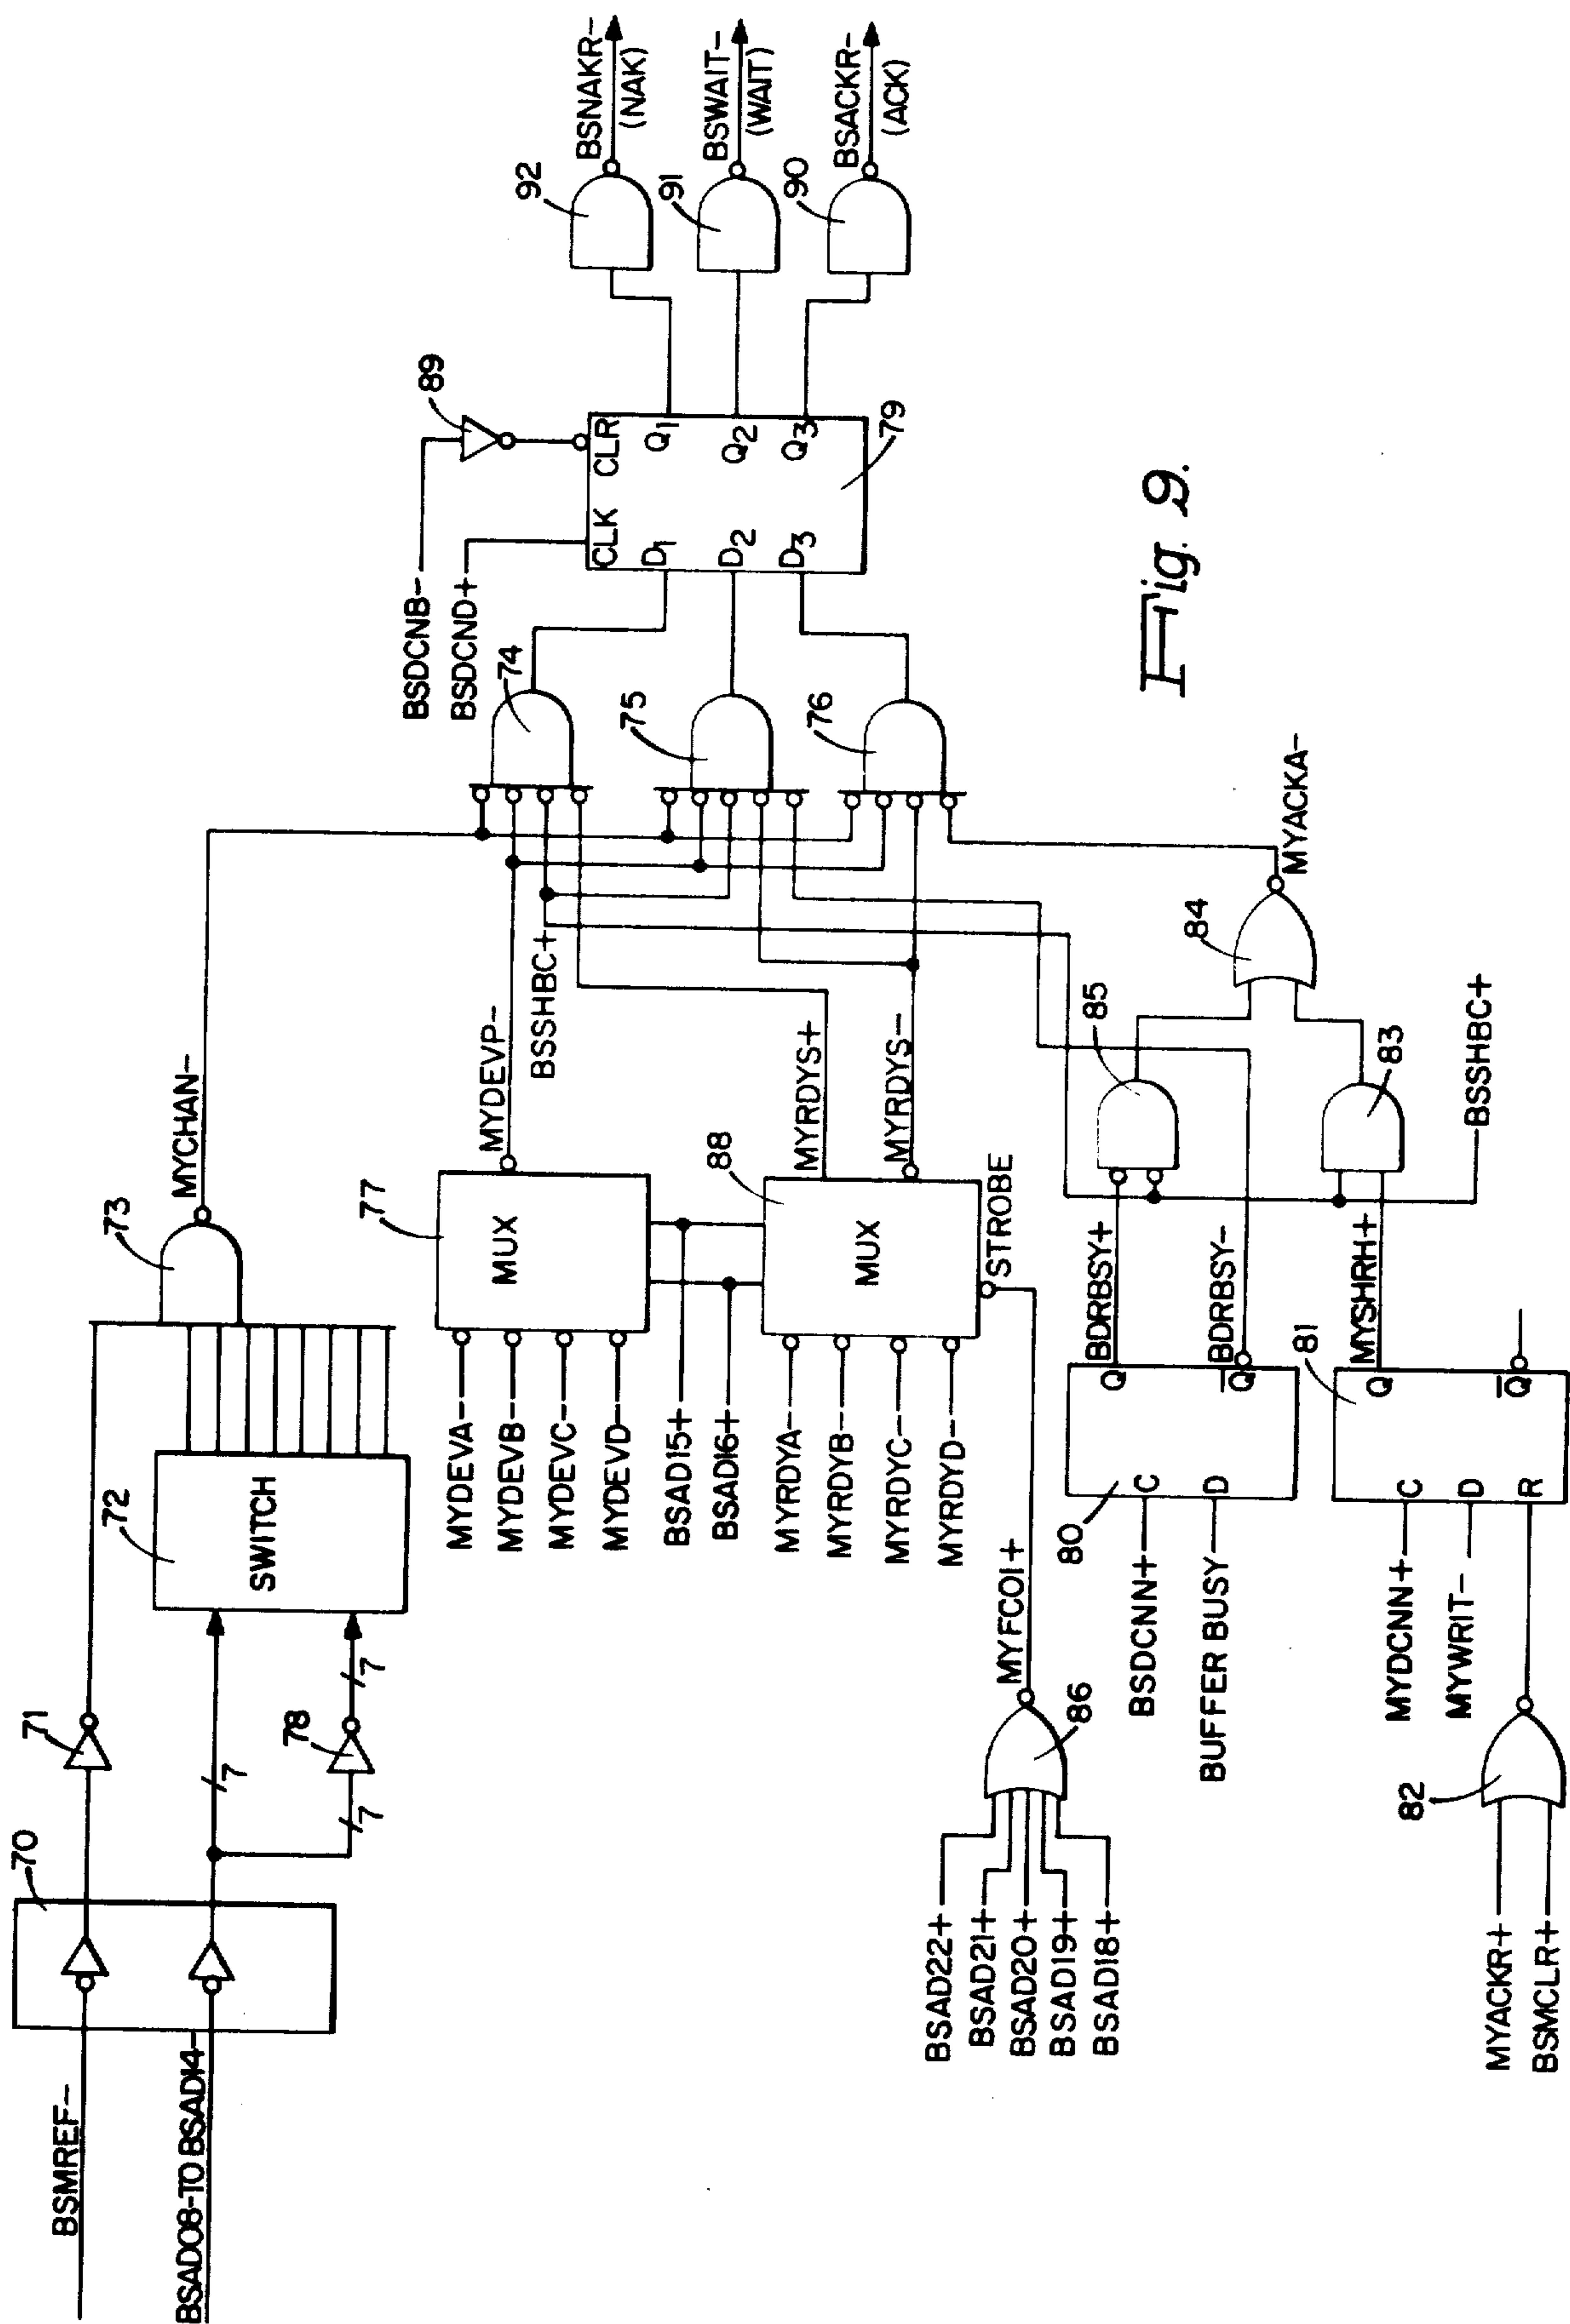 BSMREF-
BSAD08-TO BSAD14-
70
71
78
7
7
7
72
SWITCH
73
MYCHAN-
MYDEVA-
MYDEVB-
MYDEVC-
MYDEVD-
BSAD15+
BSAD16+
MYRDYA-
MYRDYB-
MYRDYC-
MYRDYD-
77
MUX
88
MUX
STROBE
MYDEVP-
BSSHBC+
MYRDYS+
MYRDYS-
BSAD22+
BSAD21+
BSAD20+
BSAD19+
BSAD18+
86
MYFC01+
BSDCNN+
BUFFER BUSY
80
C
D
Q
Q
BDRBSY+
BDRBSY-
MYDCNN+
MYWRIT-
MYACKR+
BSMCLR+
82
81
C
D
R
Q
Q
MYSHRH+
85
83
BSSHBC+
84
MYACKA-
74
75
76
BSDCNB-
BSDCND+
89
CLK
CLR
D1
D2
D3
Q1
Q2
Q3
79
92
91
90
BSNAKR-
(NAK)
BSWAIT-
(WAIT)
BSACKR-
(ACK)
Fig. 9.